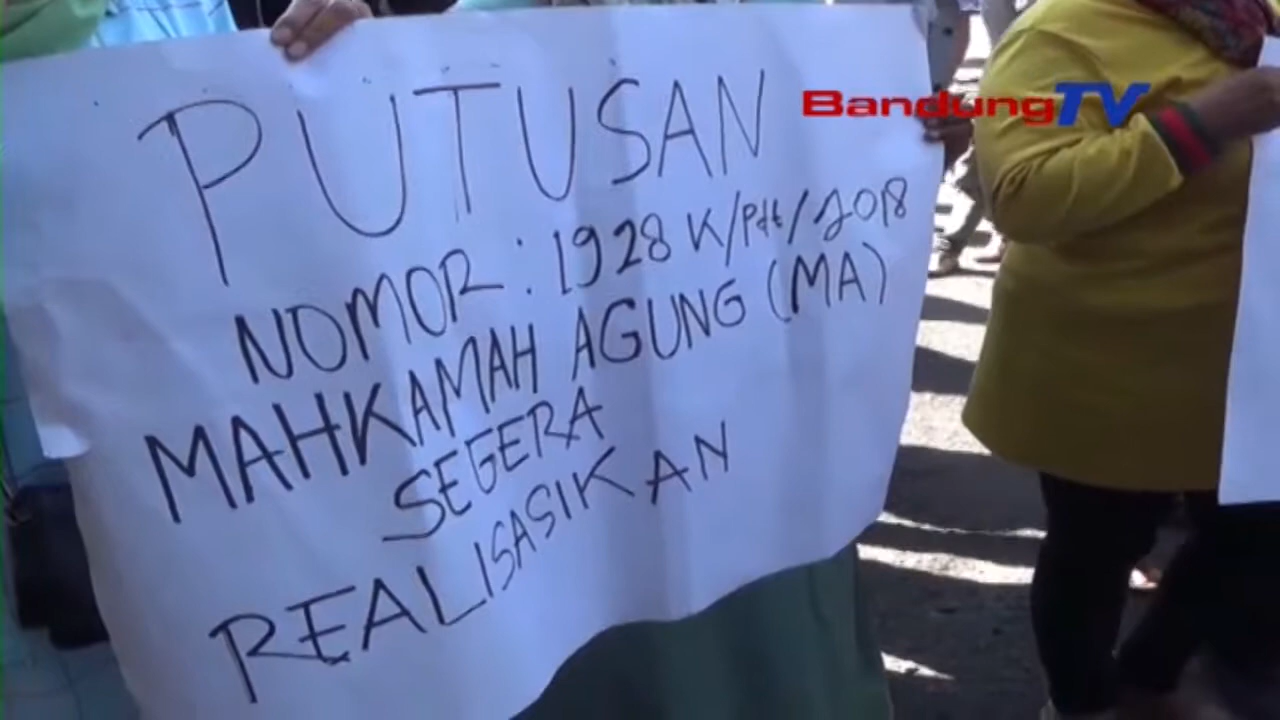 PUTUSAN
BandungTV
NOMOR : 1928 K/Pdt/2018
MAHKAMAH AGUNG (MA)
SEGERA
REALISASIKAN